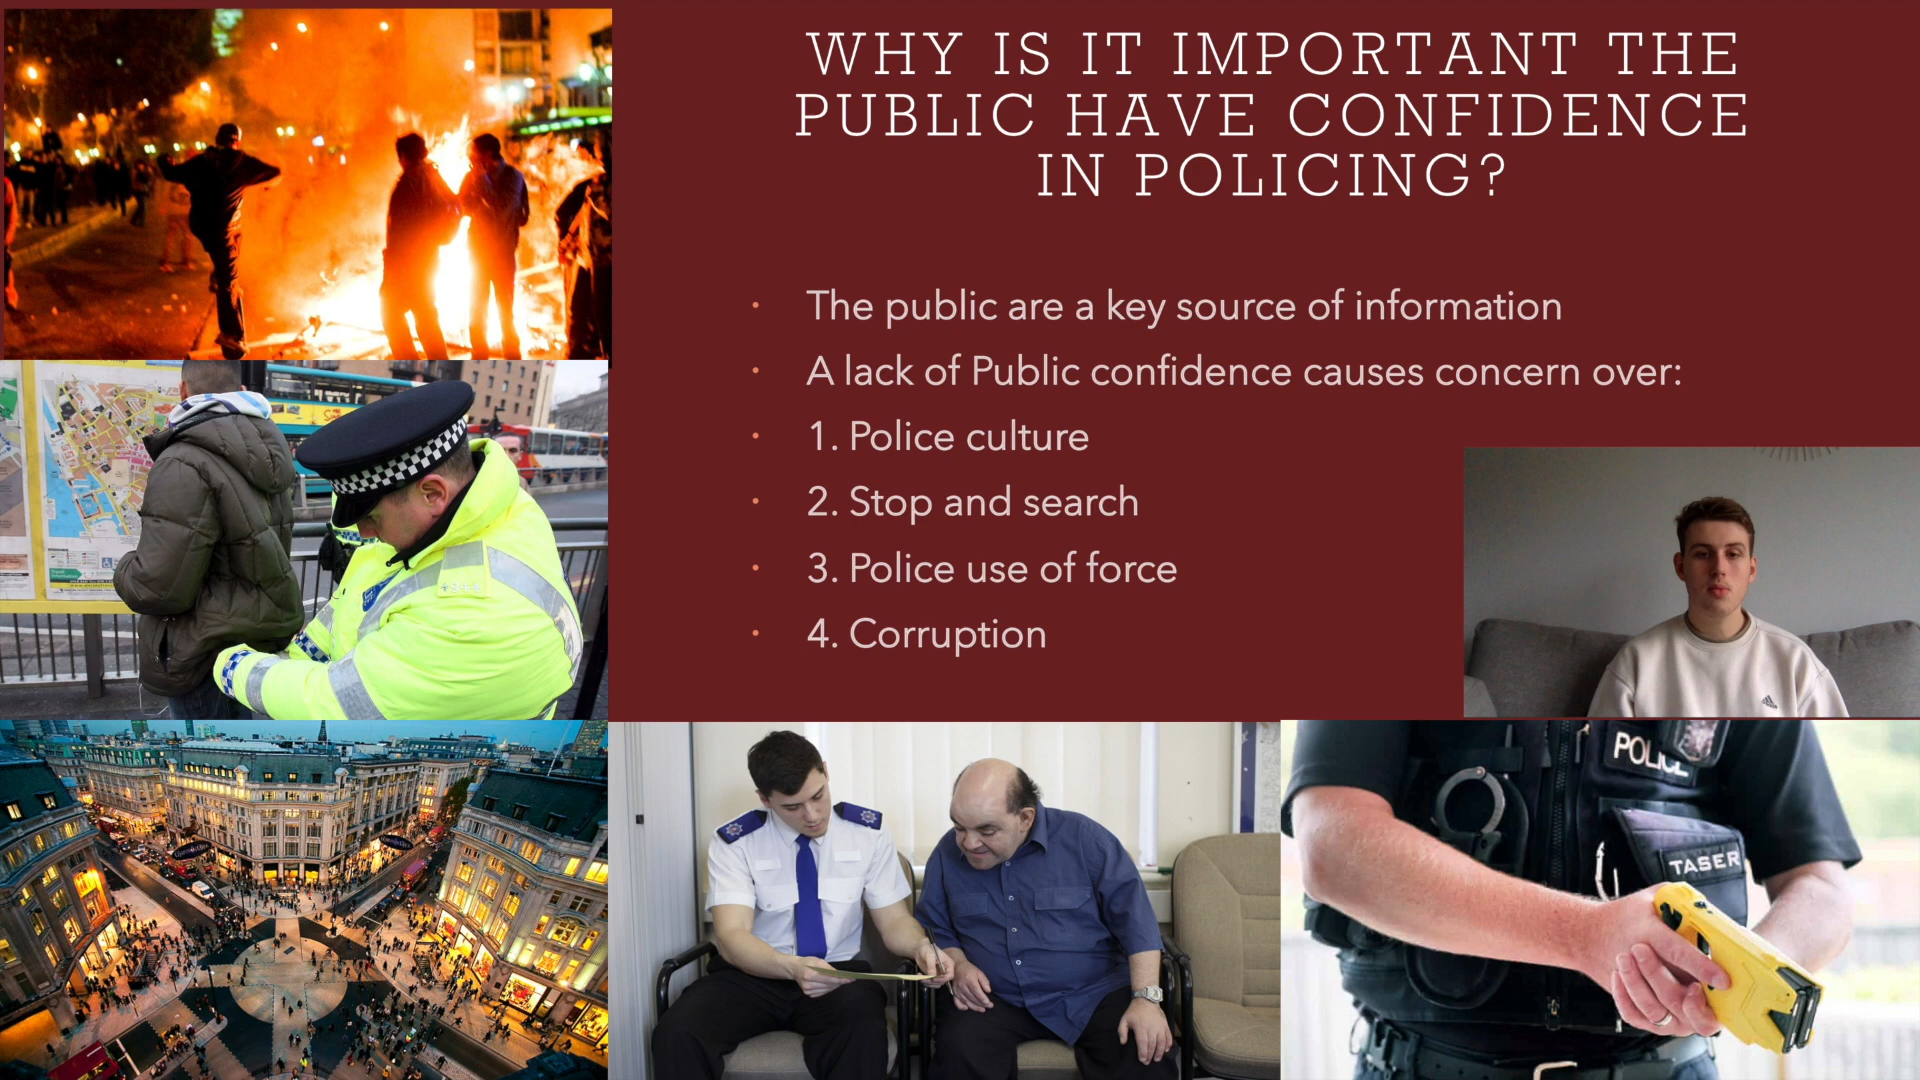 WHY IS IT IMPORTANT THE
PUBLIC HAVE CONFIDENCE
IN POLICING?
The public are a key source of information
A lack of Public confidence causes concern over:
1. Police culture
2. Stop and search
3. Police use of force
4. Corruption
POLICE
TASER